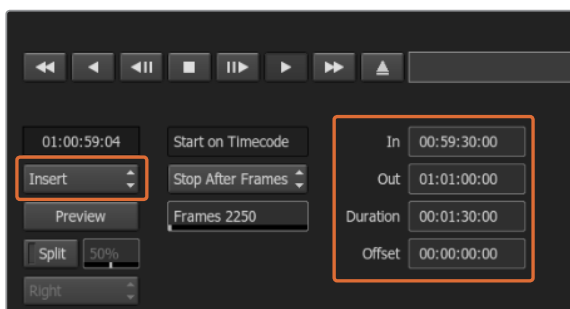 01:00:59:04 Start on Timecode In 00:59:30:00
Insert Stop After Frames Out 01:01:00:00
Preview Frames 2250 Duration 00:01:30:00
Split 50% Offset 00:00:00:00
Right